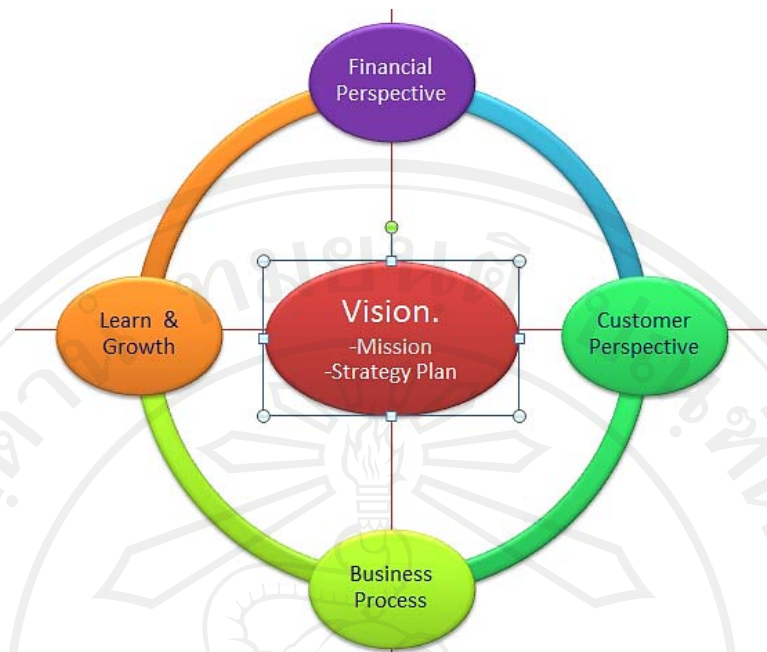 Financial
Perspective
Learn &
Growth
Vision.
-Mission
-Strategy Plan
Customer
Perspective
Business
Process